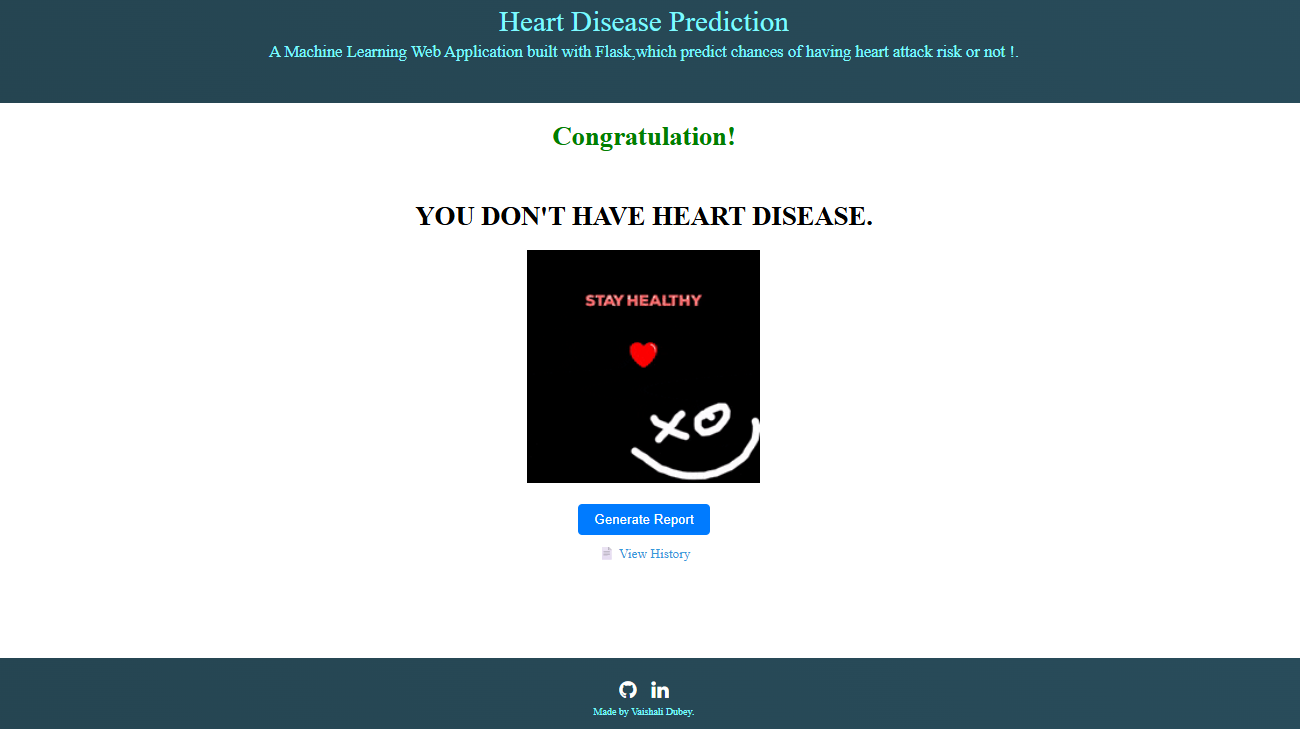 Heart Disease Prediction
A Machine Learning Web Application built with Flask,which predict chances of having heart attack risk or not !.
Congratulation!
YOU DON'T HAVE HEART DISEASE.
STAY HEALTHY
XO
Generate Report
View History
in
Made by Vaishali Dubey.